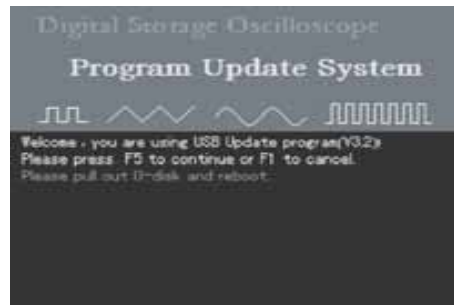 Digital Storage Oscilloscope
Program Update System
Welcome , you are using USB Update program(V3.2)!
Please press F5 to continue or F1 to cancel.
Please pull out U-disk and reboot.